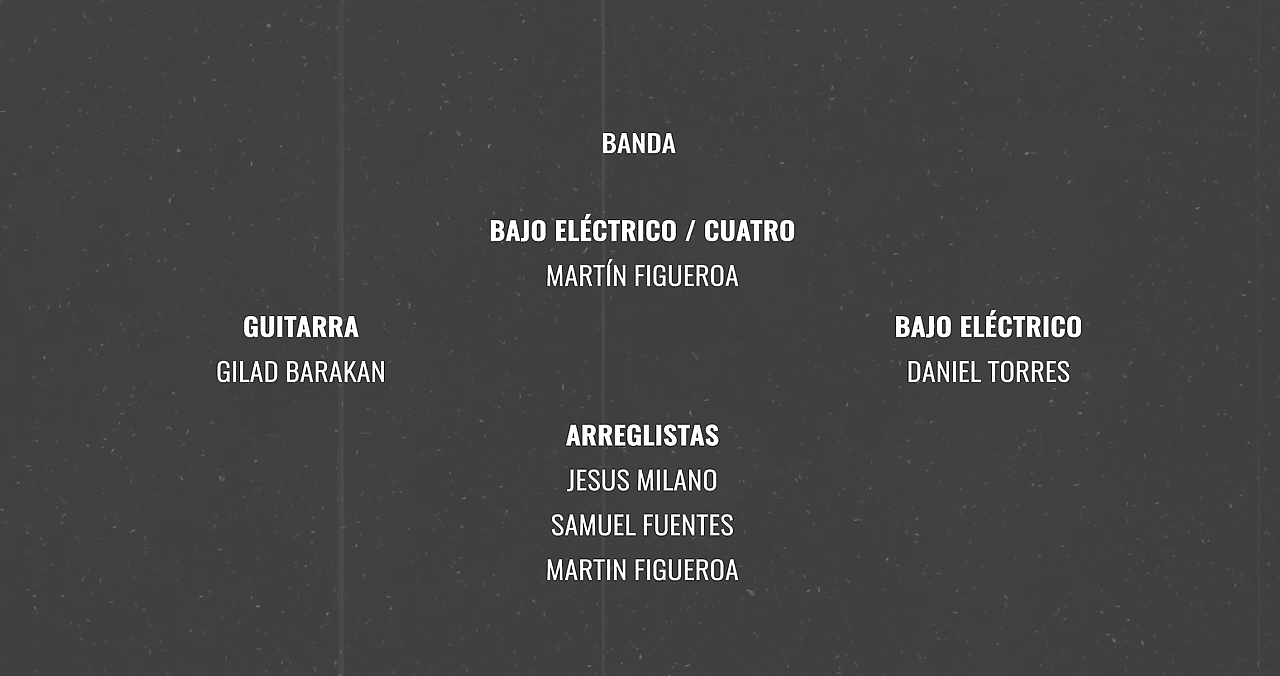 BANDA
BAJO ELÉCTRICO / CUATRO
MARTÍN FIGUEROA
GUITARRA
GILAD BARAKAN
BAJO ELÉCTRICO
DANIEL TORRES
ARREGLISTAS
JESUS MILANO
SAMUEL FUENTES
MARTIN FIGUEROA